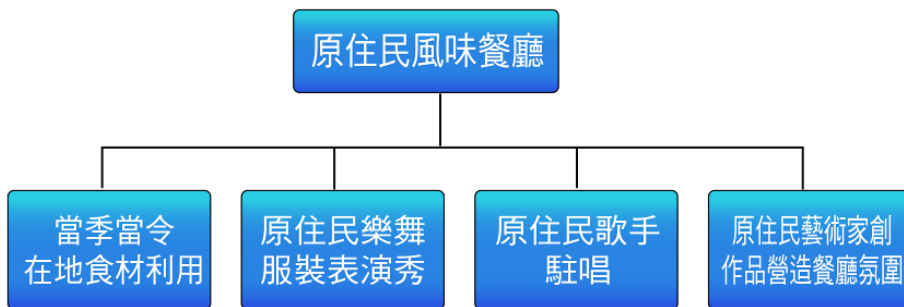 原住民風味餐廳
當季當令
在地食材利用
原住民樂舞
服裝表演秀
原住民歌手
駐唱
原住民藝術家創
作品營造餐廳氛圍